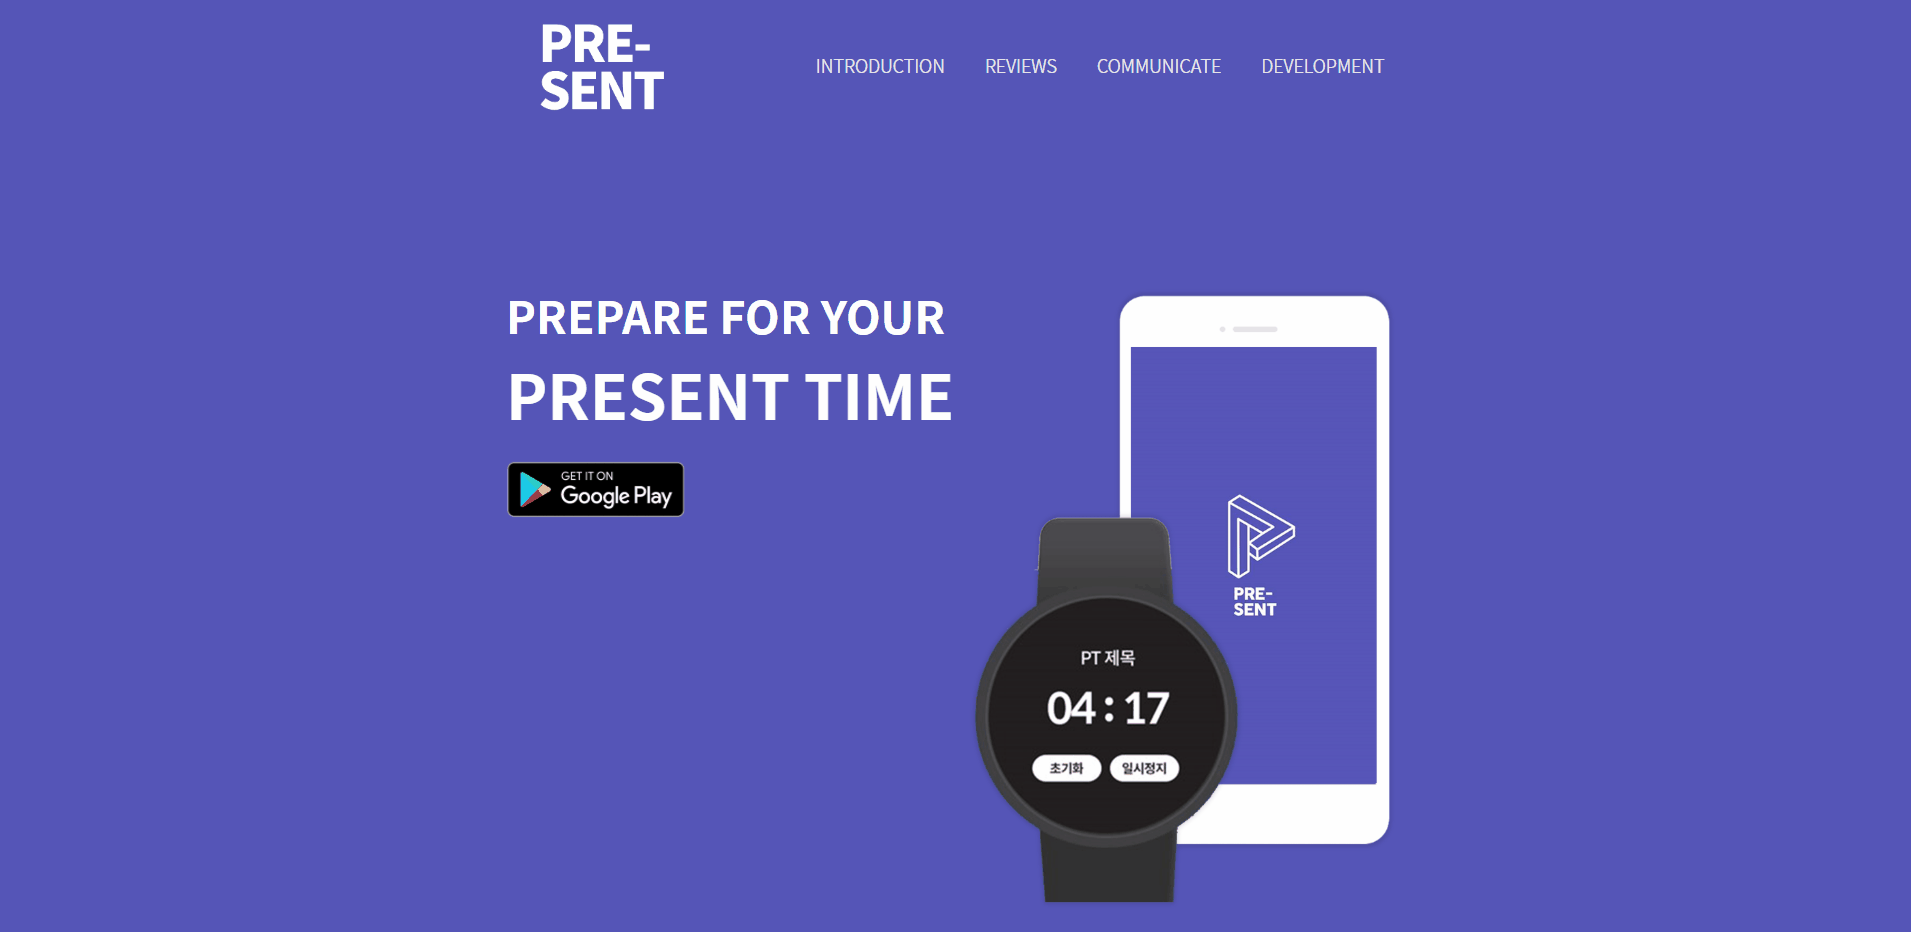 PRE-
SENT
INTRODUCTION
REVIEWS
COMMUNICATE
DEVELOPMENT
PREPARE FOR YOUR
PRESENT TIME
GET IT ON
Google Play
PRE-
SENT
PT 제목
04 : 17
초기화
일시정지